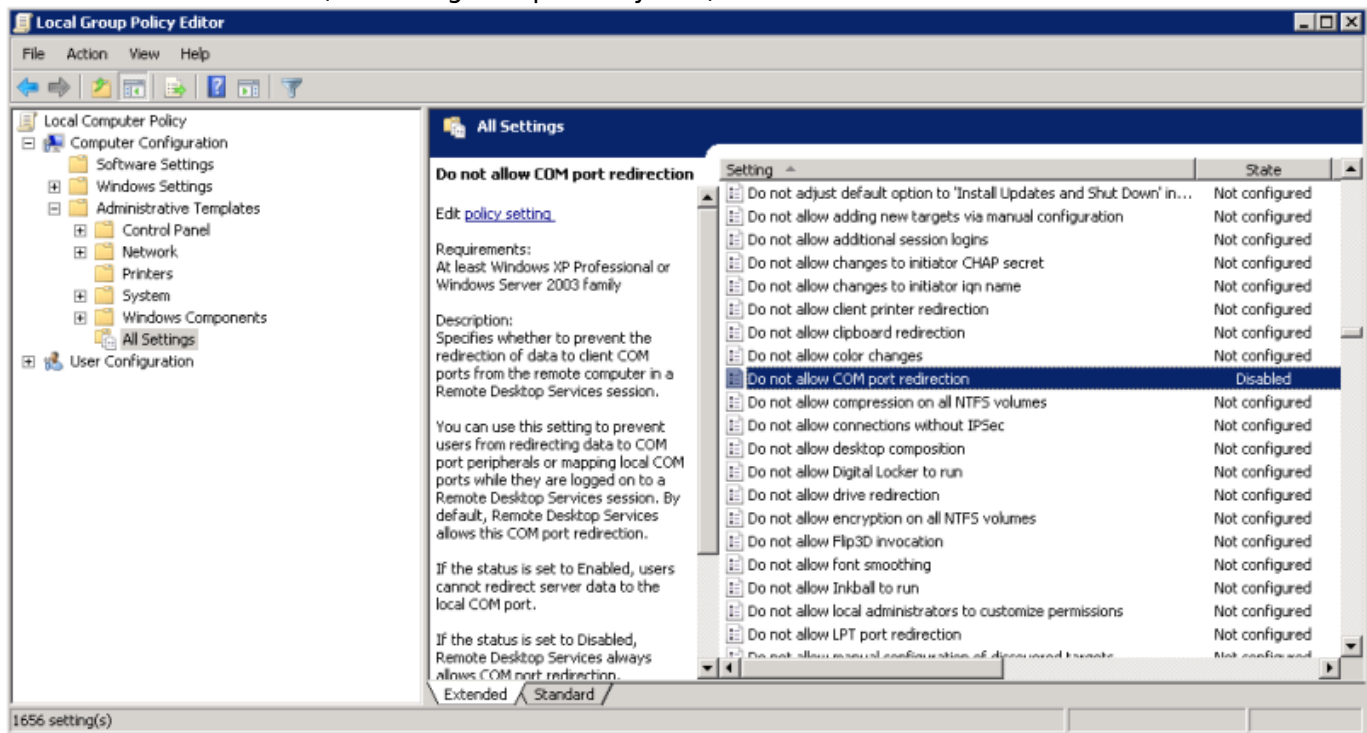 Local Group Policy Editor
File Action View Help
Local Computer Policy
Computer Configuration
Software Settings
Windows Settings
Administrative Templates
Control Panel
Network
Printers
System
Windows Components
All Settings
User Configuration
All Settings
Do not allow COM port redirection
Edit policy setting
Requirements:
At least Windows XP Professional or
Windows Server 2003 family
Description:
Specifies whether to prevent the
redirection of data to client COM
ports from the remote computer in a
Remote Desktop Services session.
You can use this setting to prevent
users from redirecting data to COM
port peripherals or mapping local COM
ports while they are logged on to a
Remote Desktop Services session. By
default, Remote Desktop Services
allows this COM port redirection.
If the status is set to Enabled, users
cannot redirect server data to the
local COM port.
If the status is set to Disabled,
Remote Desktop Services always
allows COM port redirection.
Setting State
Do not adjust default option to 'Install Updates and Shut Down' in... Not configured
Do not allow adding new targets via manual configuration Not configured
Do not allow additional session logins Not configured
Do not allow changes to initiator CHAP secret Not configured
Do not allow changes to initiator iqn name Not configured
Do not allow client printer redirection Not configured
Do not allow clipboard redirection Not configured
Do not allow color changes Not configured
Do not allow COM port redirection Disabled
Do not allow compression on all NTFS volumes Not configured
Do not allow connections without IPSec Not configured
Do not allow desktop composition Not configured
Do not allow Digital Locker to run Not configured
Do not allow drive redirection Not configured
Do not allow encryption on all NTFS volumes Not configured
Do not allow Flip3D invocation Not configured
Do not allow font smoothing Not configured
Do not allow Inkball to run Not configured
Do not allow local administrators to customize permissions Not configured
Do not allow LPT port redirection Not configured
Do not allow manual configuration of discovered targets Not configured
Extended Standard
1656 setting(s)